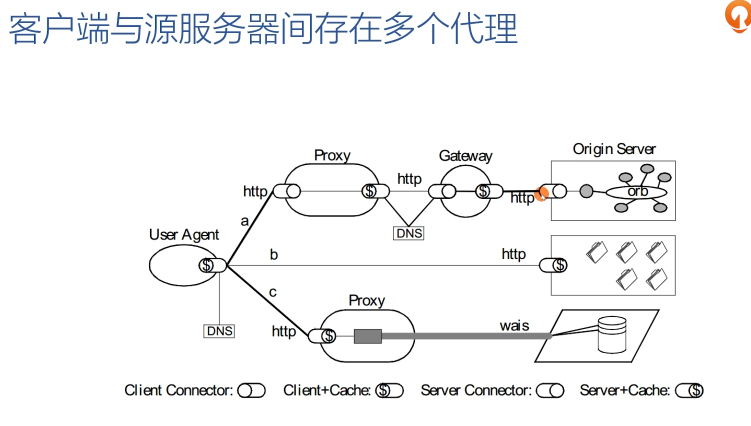 客户端与源服务器间存在多个代理
Proxy
Gateway
Origin Server
http
$
http
$
http
orb
a
DNS
User Agent
$
b
http
$
c
Proxy
DNS
http
$
wais
Client Connector:
Client+Cache: $
Server Connector:
Server+Cache: $